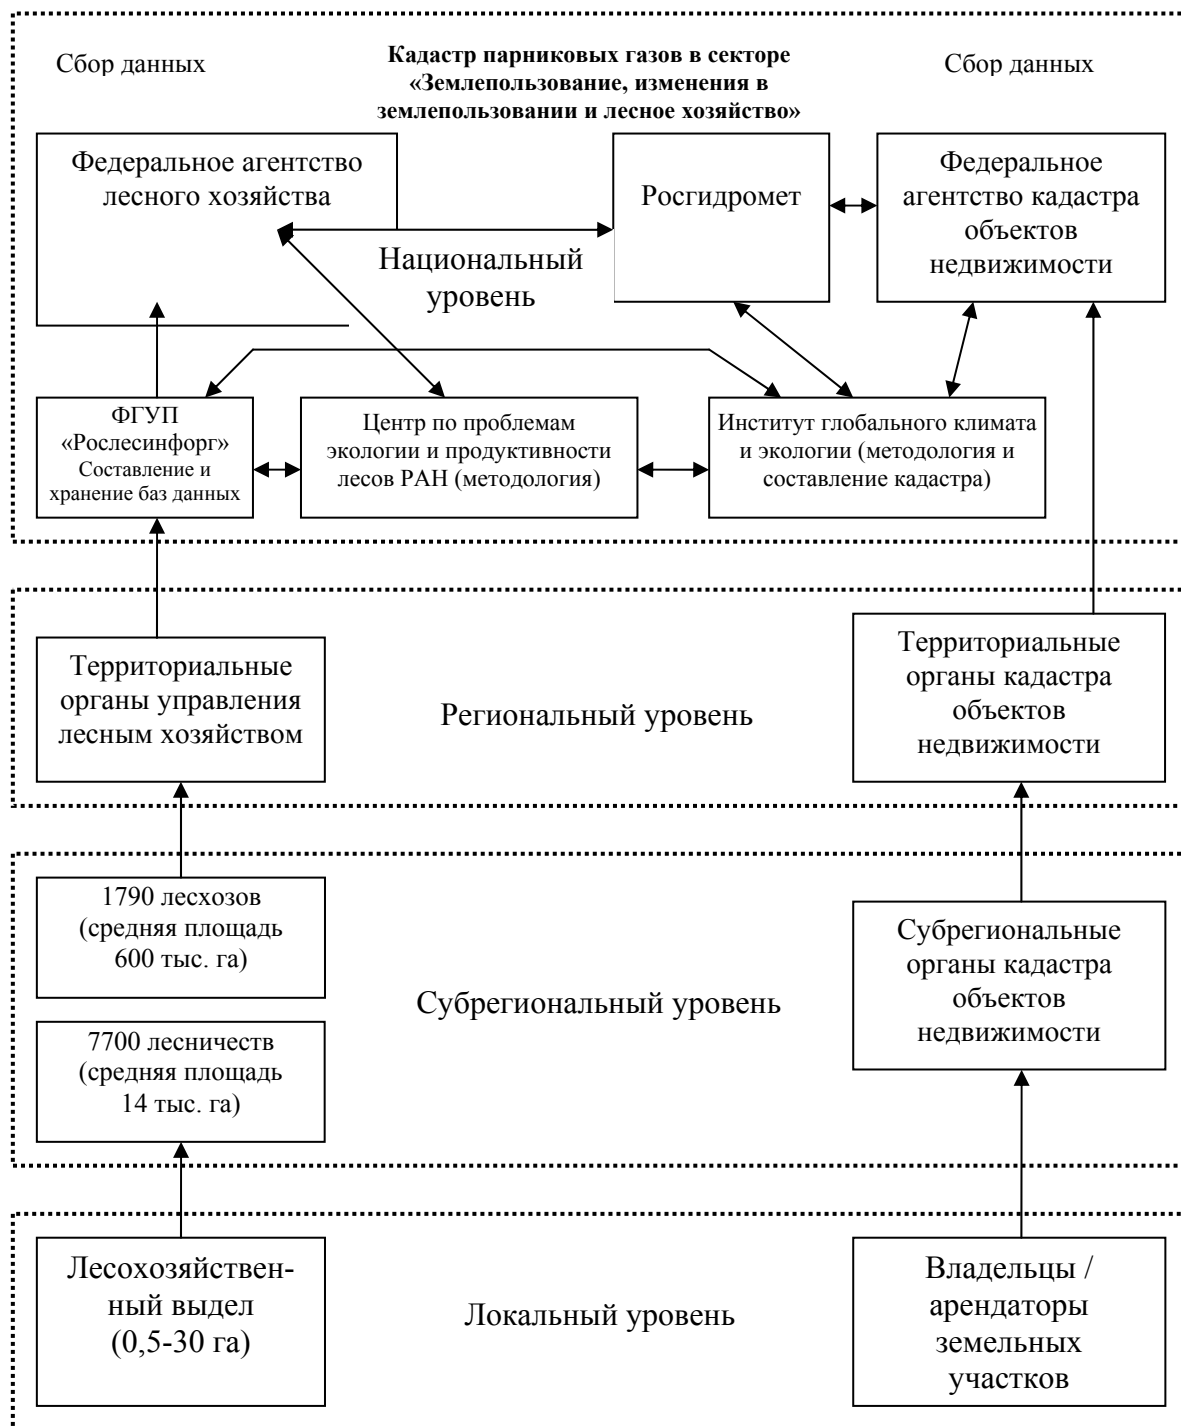 Сбор данных
Кадастр парниковых газов в секторе
«Землепользование, изменения в
землепользовании и лесное хозяйство»
Сбор данных
Федеральное агентство
лесного хозяйства
Росгидромет
Федеральное
агентство кадастра
объектов
недвижимости
Национальный
уровень
ФГУП
«Рослесинфорг»
Составление и
хранение баз данных
Центр по проблемам
экологии и продуктивности
лесов РАН (методология)
Институт глобального климата
и экологии (методология и
составление кадастра)
Территориальные
органы управления
лесным хозяйством
Региональный уровень
Территориальные
органы кадастра
объектов
недвижимости
1790 лесхозов
(средняя площадь
600 тыс. га)
7700 лесничеств
(средняя площадь
14 тыс. га)
Субрегиональный уровень
Субрегиональные
органы кадастра
объектов
недвижимости
Лесохозяйствен-
ный выдел
(0,5-30 га)
Локальный уровень
Владельцы /
арендаторы
земельных
участков